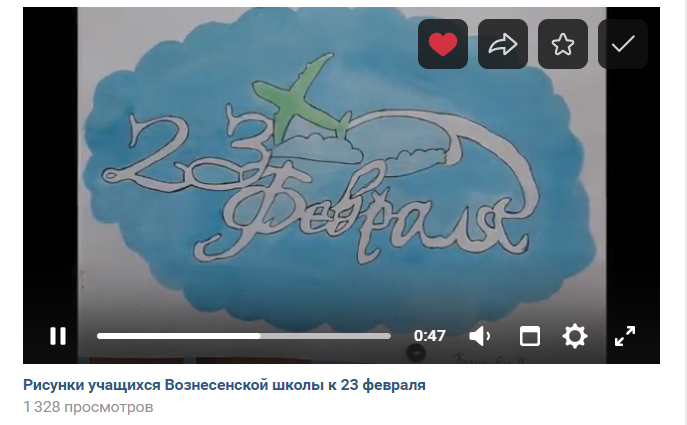 23
Февраля
0:47
Рисунки учащихся Вознесенской школы к 23 февраля
1 328 просмотров